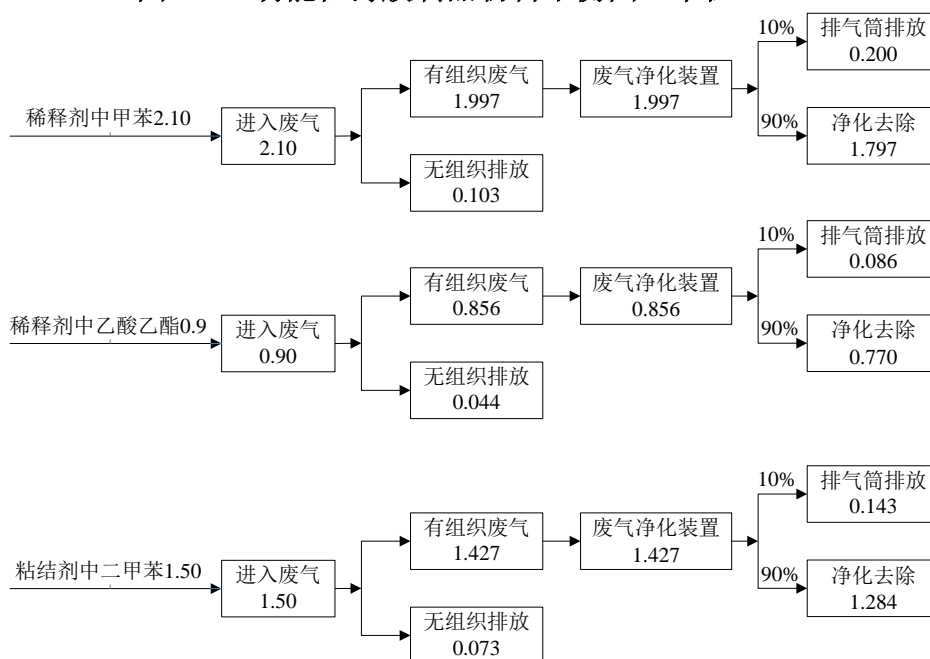 10%
排气筒排放
0.200
有组织废气
1.997
废气净化装置
1.997
稀释剂中甲苯2.10
进入废气
2.10
90%
净化去除
1.797
无组织排放
0.103
10%
排气筒排放
0.086
有组织废气
0.856
废气净化装置
0.856
稀释剂中乙酸乙酯0.9
进入废气
0.90
90%
净化去除
0.770
无组织排放
0.044
10%
排气筒排放
0.143
有组织废气
1.427
废气净化装置
1.427
粘结剂中二甲苯1.50
进入废气
1.50
90%
净化去除
1.284
无组织排放
0.073